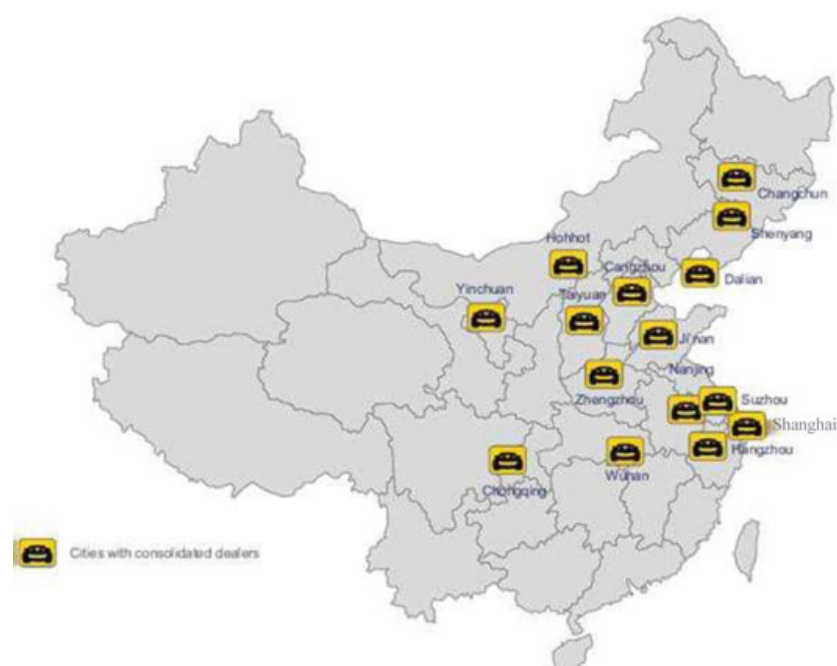 Changchun
Shenyang
Hohhot
Cangzhou
Dalian
Yinchuan
Taiyuan
Ji'nan
Nanjing
Zhengzhou
Suzhou
Shanghai
Hangzhou
Wuhan
Chongqing
Cities with consolidated dealers